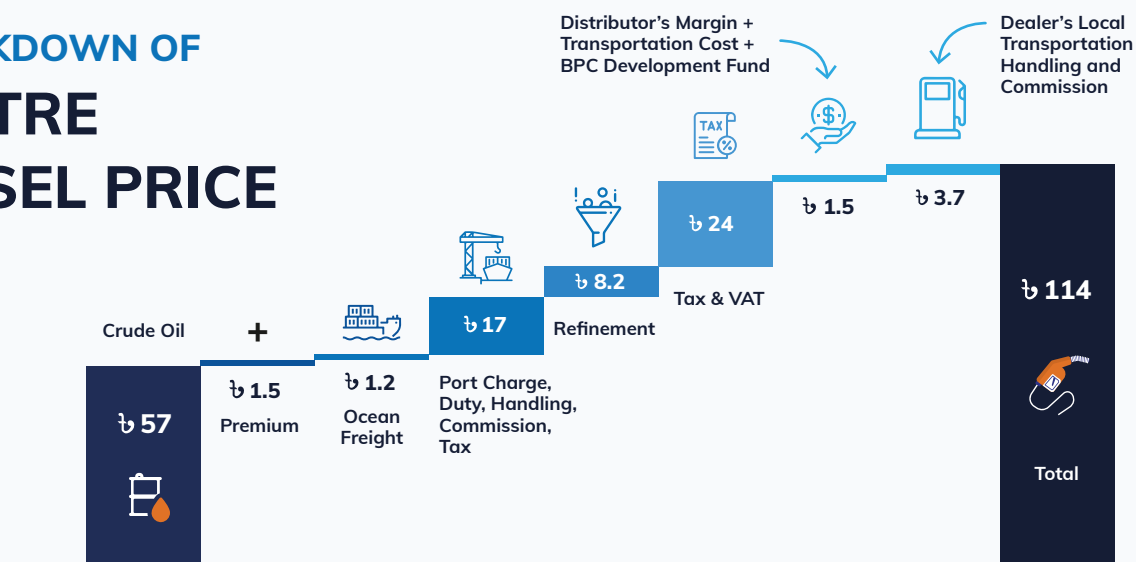 KDOWN OF
TRE
SEL PRICE
Distributor’s Margin +
Transportation Cost +
BPC Development Fund
Dealer’s Local
Transportation
Handling and
Commission
TAX
%
$
Crude Oil
+
৳ 57
৳ 1.5
Premium
৳ 1.2
Ocean
Freight
৳ 17
Port Charge,
Duty, Handling,
Commission,
Tax
৳ 8.2
Refinement
৳ 24
Tax & VAT
৳ 1.5
৳ 3.7
৳ 114
N
Total